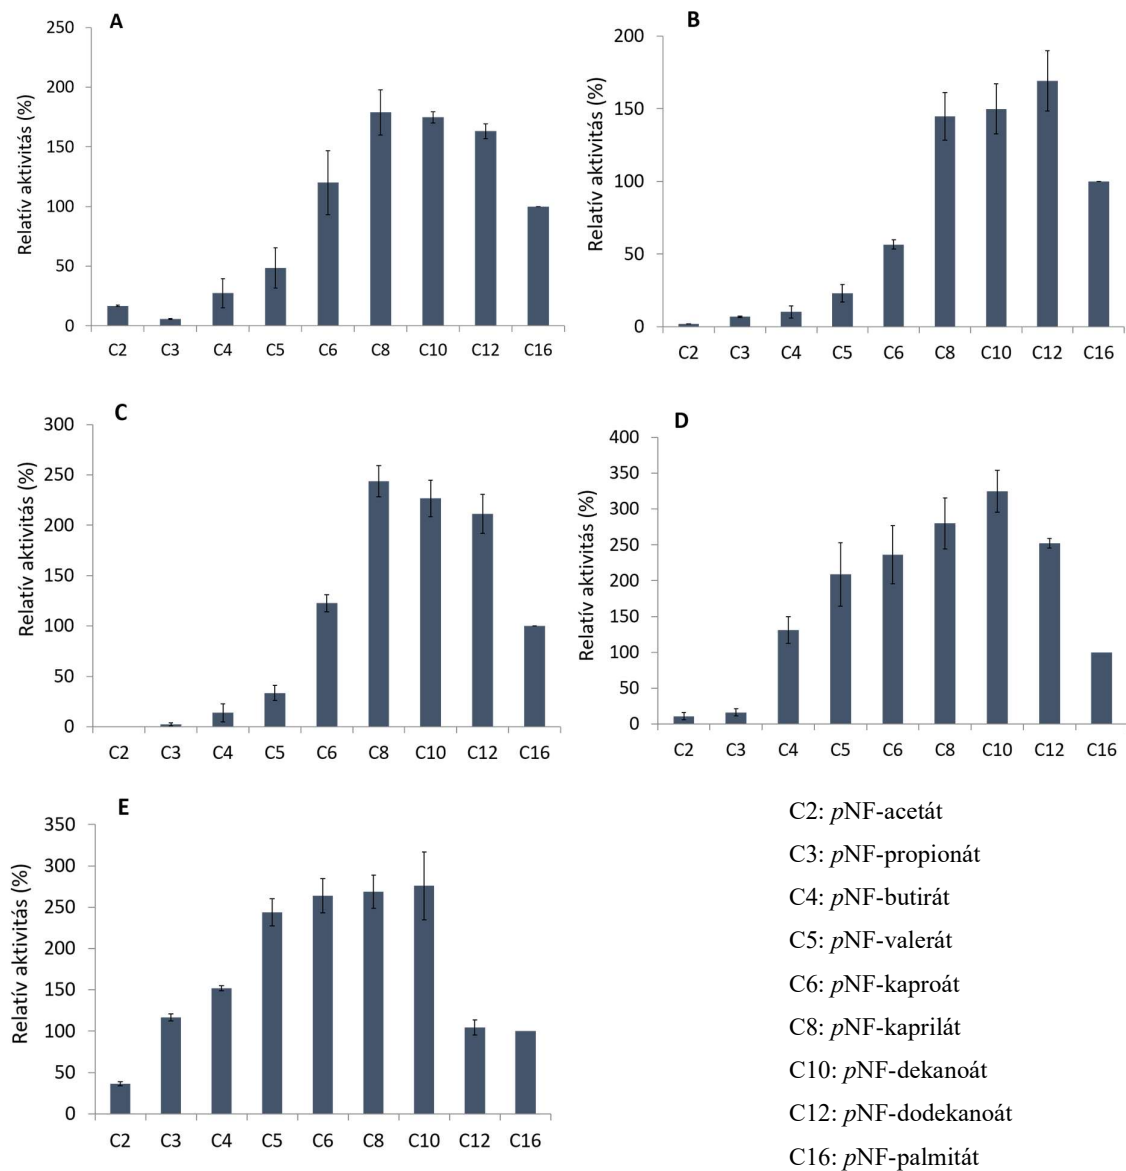 A
Relatív aktivitás (%)
250
200
150
100
50
0
C2 C3 C4 C5 C6 C8 C10 C12 C16
B
Relatív aktivitás (%)
200
150
100
50
0
C2 C3 C4 C5 C6 C8 C10 C12 C16
C
Relatív aktivitás (%)
300
250
200
150
100
50
0
C2 C3 C4 C5 C6 C8 C10 C12 C16
D
Relatív aktivitás (%)
400
350
300
250
200
150
100
50
0
C2 C3 C4 C5 C6 C8 C10 C12 C16
E
Relatív aktivitás (%)
350
300
250
200
150
100
50
0
C2 C3 C4 C5 C6 C8 C10 C12 C16
C2: pNF-acetát
C3: pNF-propionát
C4: pNF-butirát
C5: pNF-valerát
C6: pNF-kaproát
C8: pNF-kaprilát
C10: pNF-dekanoát
C12: pNF-dodekanoát
C16: pNF-palmitát